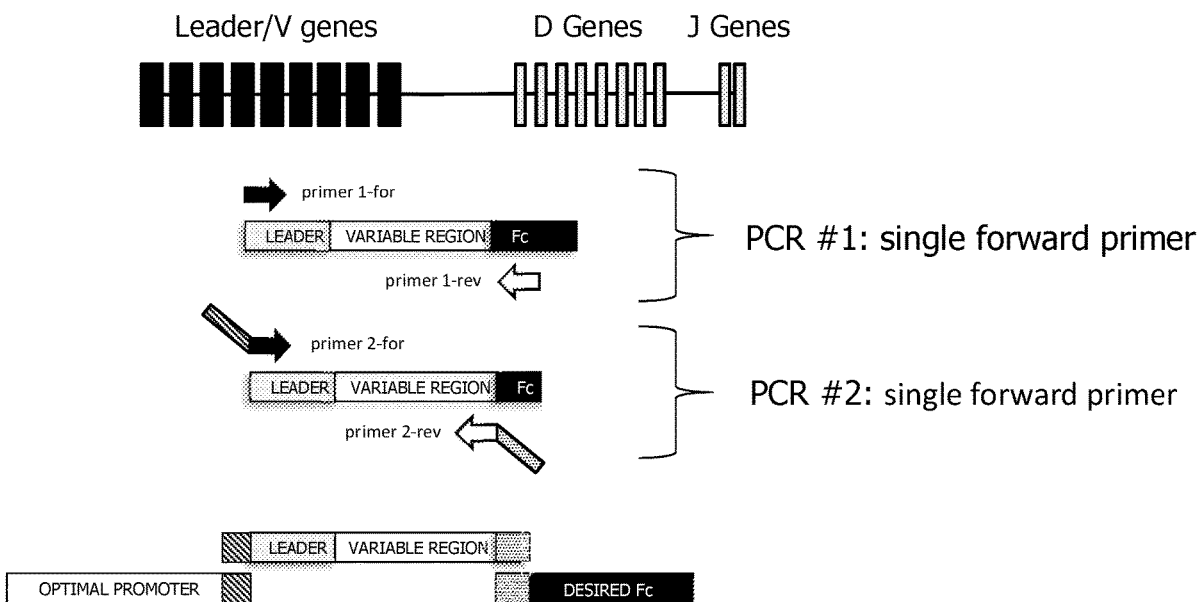 Leader/V genes D Genes J Genes
primer 1-for
LEADER VARIABLE REGION Fc
PCR #1: single forward primer
primer 1-rev
primer 2-for
LEADER VARIABLE REGION Fc
PCR #2: single forward primer
primer 2-rev
LEADER VARIABLE REGION
OPTIMAL PROMOTER DESIRED Fc